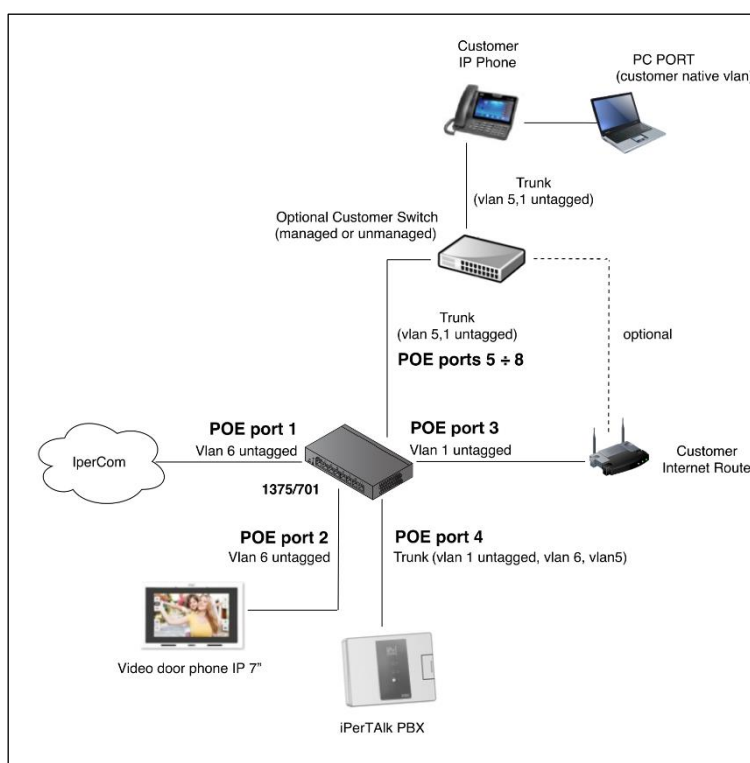 Customer
IP Phone
PC PORT
(customer native vlan)
Trunk
(vlan 5,1 untagged)
Optional Customer Switch
(managed or unmanaged)
Trunk
(vlan 5,1 untagged)
optional
POE ports 5 ÷ 8
POE port 1
Vlan 6 untagged
POE port 3
Vlan 1 untagged
IperCom
Customer
Internet Route
1375/701
POE port 2
Vlan 6 untagged
POE port 4
Trunk (vlan 1 untagged, vlan 6, vlan5)
Video door phone IP 7"
iPerTAlk PBX